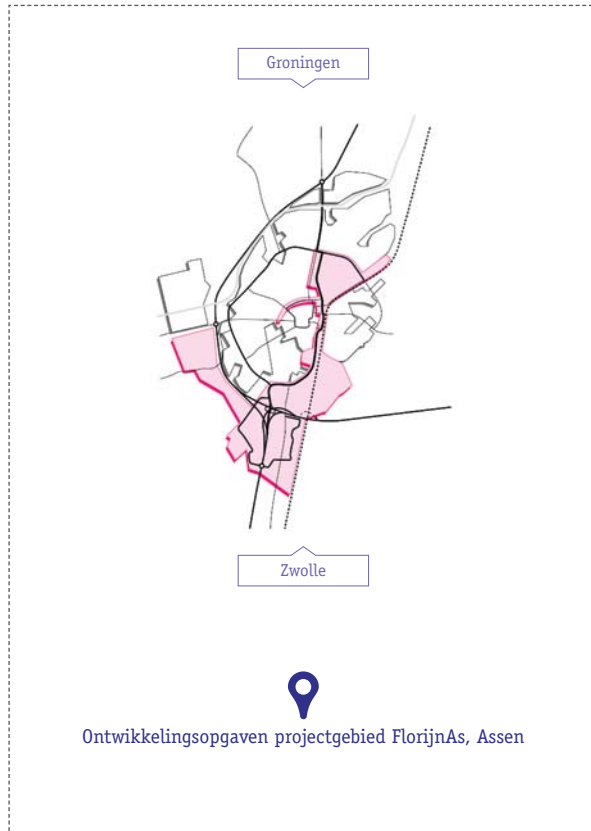 Groningen
Zwolle
Ontwikkelingsopgaven projectgebied FlorijnAs, Assen